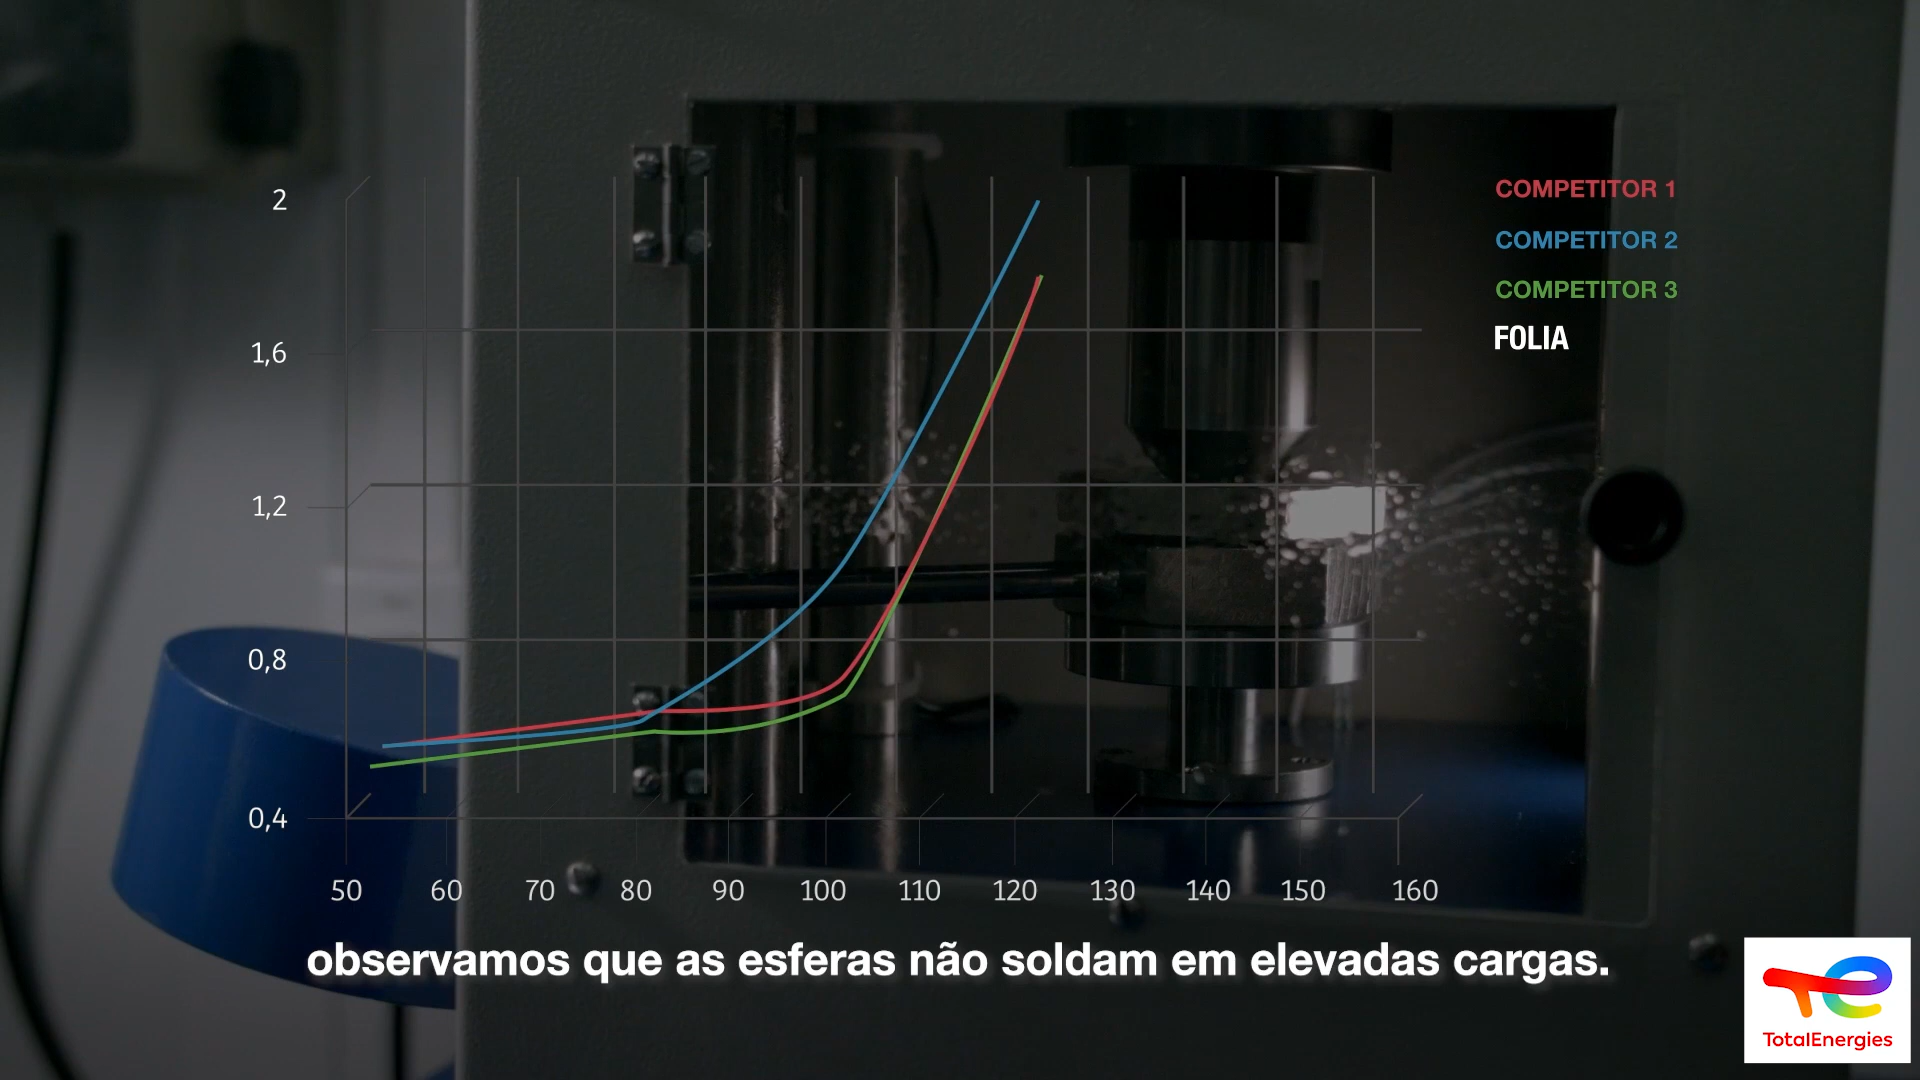 2
1,6
1,2
0,8
0,4
50 60 70 80 90 100 110 120 130 140 150 160
COMPETITOR 1
COMPETITOR 2
COMPETITOR 3
FOLIA
observamos que as esferas não soldam em elevadas cargas.
TotalEnergies